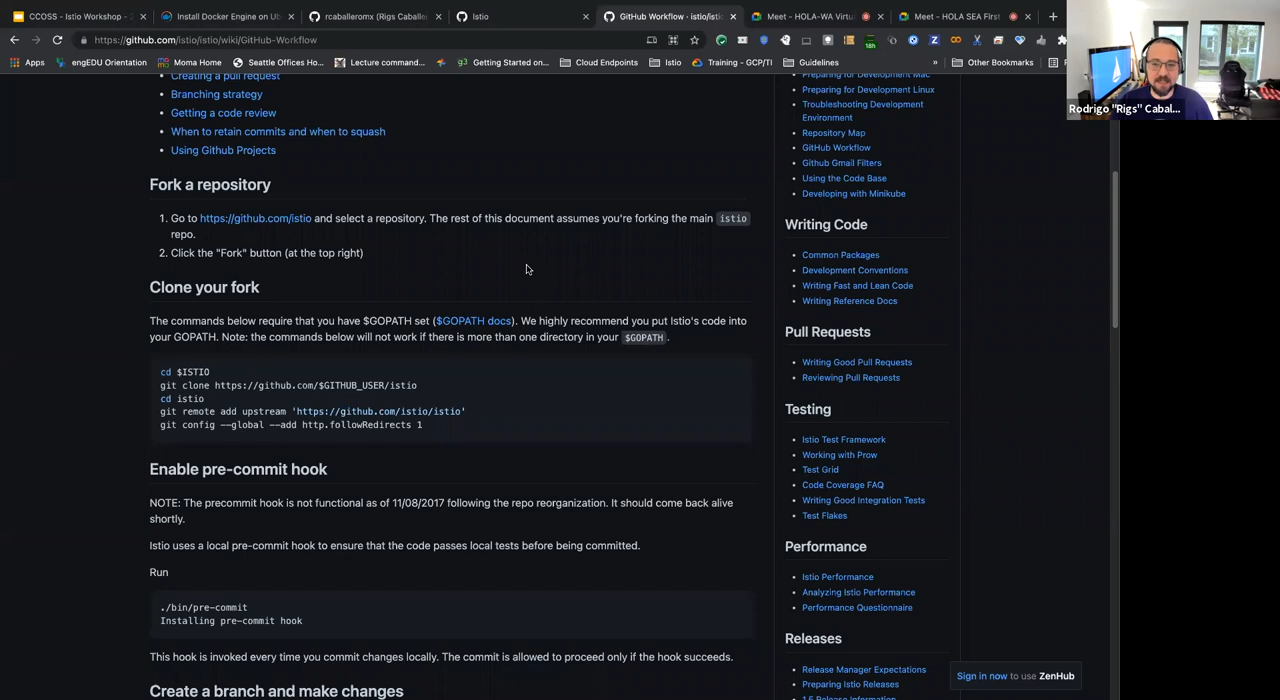 CCOSS - Istio Workshop - 2
Install Docker Engine on Ub
rcaballeromx (Rigs Caballe
Istio
GitHub Workflow · istio/istio
Meet - HOLA-WA Virtu
Meet - HOLA SEA First
https://github.com/istio/istio/wiki/GitHub-Workflow
Apps
engEDU Orientation
Moma Home
Seattle Offices Ho...
Lecture command...
g3 Getting Started on...
Cloud Endpoints
Istio
Training - GCP/TI
Guidelines
»
Other Bookmarks
Rodrigo "Rigs" Cabal...
Creating a pull request
Branching strategy
Getting a code review
When to retain commits and when to squash
Using Github Projects
Fork a repository
1. Go to https://github.com/istio and select a repository. The rest of this document assumes you're forking the main istio
repo.
2. Click the "Fork" button (at the top right)
Clone your fork
The commands below require that you have $GOPATH set ($GOPATH docs). We highly recommend you put Istio's code into
your GOPATH. Note: the commands below will not work if there is more than one directory in your $GOPATH.
cd $ISTIO
git clone https://github.com/$GITHUB_USER/istio
cd istio
git remote add upstream 'https://github.com/istio/istio'
git config --global --add http.followRedirects 1
Enable pre-commit hook
NOTE: The precommit hook is not functional as of 11/08/2017 following the repo reorganization. It should come back alive
shortly.
Istio uses a local pre-commit hook to ensure that the code passes local tests before being committed.
Run
./bin/pre-commit
Installing pre-commit hook
This hook is invoked every time you commit changes locally. The commit is allowed to proceed only if the hook succeeds.
Create a branch and make changes
Preparing for Development Mac
Preparing for Development Linux
Troubleshooting Development
Environment
Repository Map
GitHub Workflow
Github Gmail Filters
Using the Code Base
Developing with Minikube
Writing Code
Common Packages
Development Conventions
Writing Fast and Lean Code
Writing Reference Docs
Pull Requests
Writing Good Pull Requests
Reviewing Pull Requests
Testing
Istio Test Framework
Working with Prow
Test Grid
Code Coverage FAQ
Writing Good Integration Tests
Test Flakes
Performance
Istio Performance
Analyzing Istio Performance
Performance Questionnaire
Releases
Release Manager Expectations
Preparing Istio Releases
1.5 Release Information
Sign in now to use ZenHub